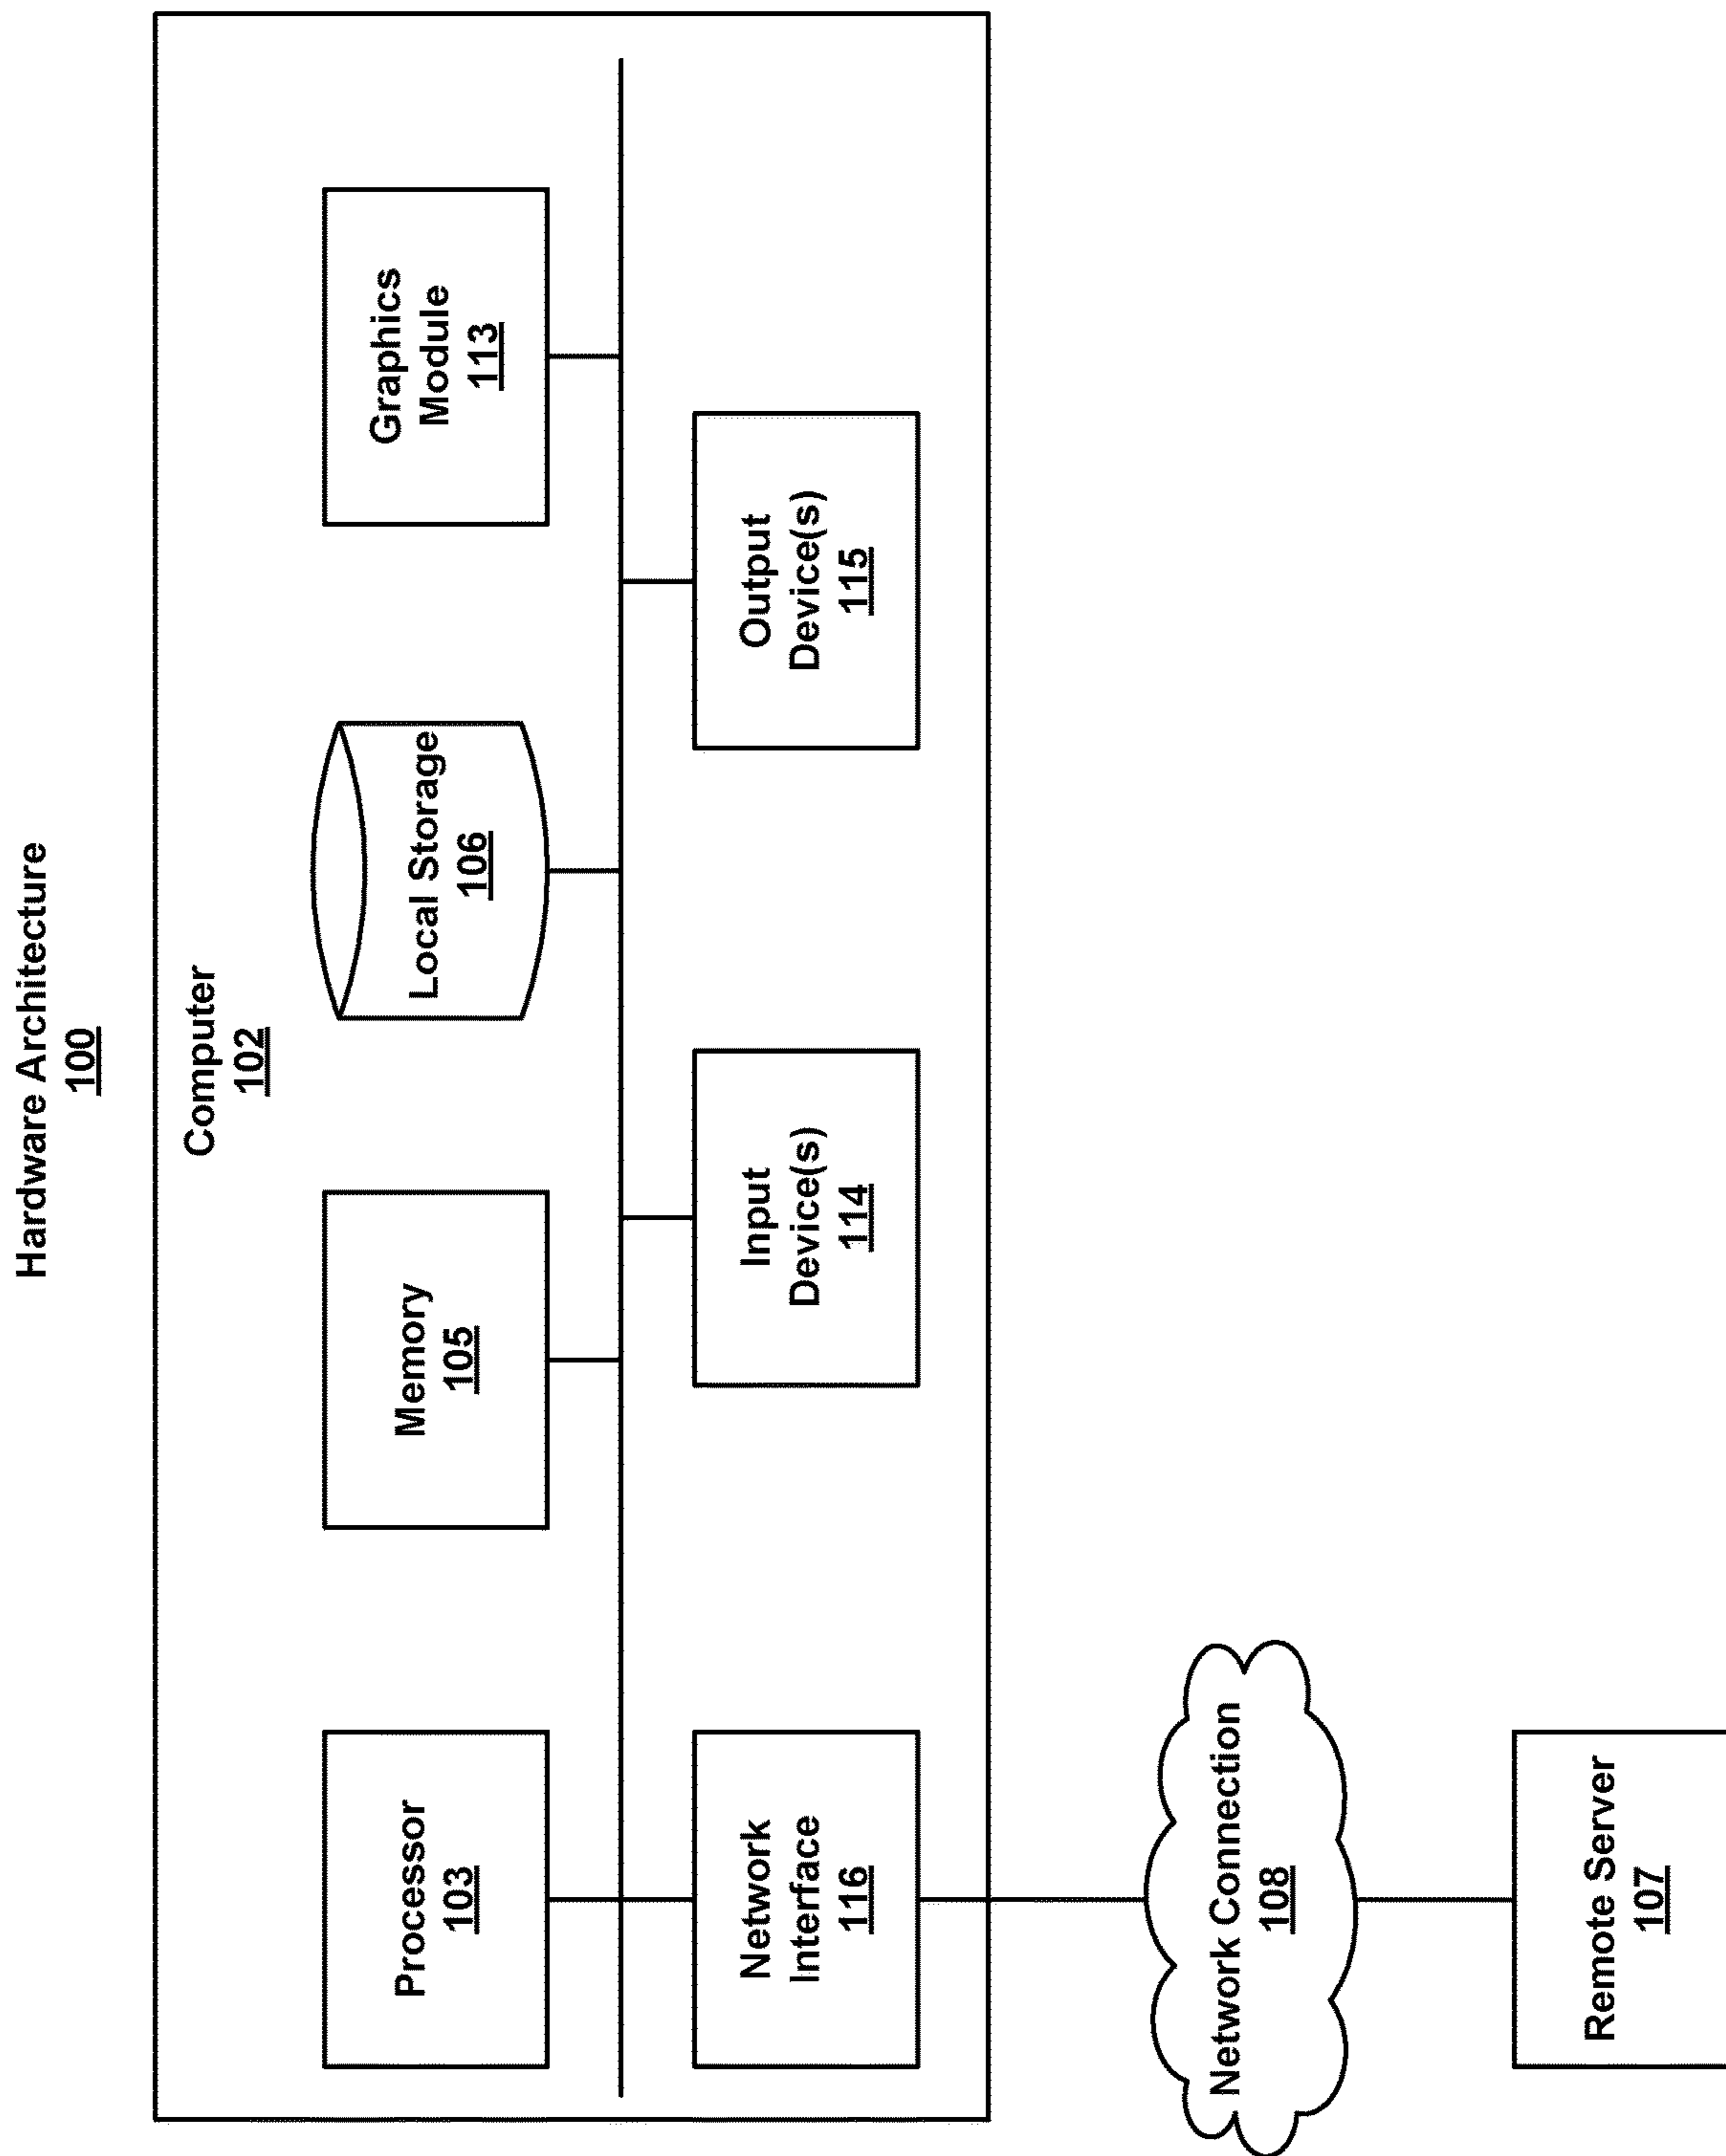 Hardware Architecture
100
Computer
102
Processor
103
Memory
105
Local Storage
106
Graphics
Module
113
Network
Interface
116
Input
Device(s)
114
Output
Device(s)
115
Network Connection
108
Remote Server
107